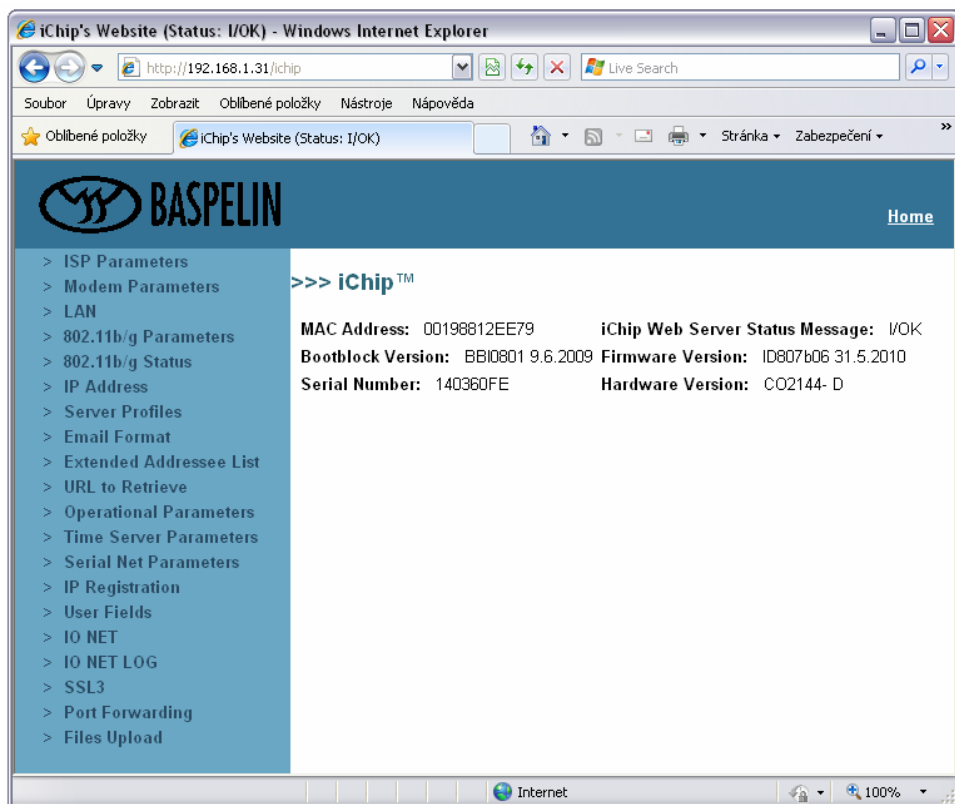 iChip's Website (Status: I/OK) - Windows Internet Explorer
http://192.168.1.31/ichip
Live Search
Soubor Úpravy Zobrazit Oblíbené položky Nástroje Nápověda
Oblíbené položky
iChip's Website (Status: I/OK)
Stránka
Zabezpečení
»
BASPELIN
Home
> ISP Parameters
> Modem Parameters
> LAN
> 802.11b/g Parameters
> 802.11b/g Status
> IP Address
> Server Profiles
> Email Format
> Extended Addressee List
> URL to Retrieve
> Operational Parameters
> Time Server Parameters
> Serial Net Parameters
> IP Registration
> User Fields
> IO NET
> IO NET LOG
> SSL3
> Port Forwarding
> Files Upload
>>> iChip™
MAC Address: 00198812EE79 iChip Web Server Status Message: I/OK
Bootblock Version: BBI0801 9.6.2009 Firmware Version: ID807b06 31.5.2010
Serial Number: 140360FE Hardware Version: CO2144- D
Internet
100%